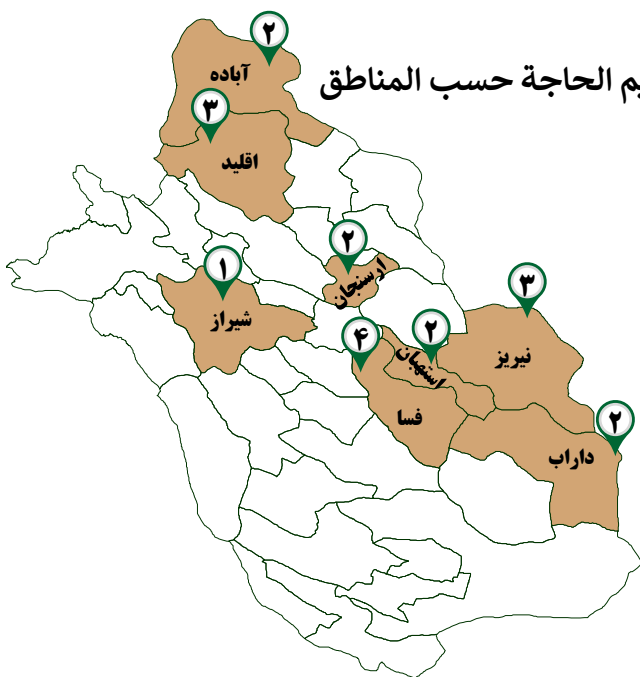 ۲
آباده
يم الحاجة حسب المناطق
۳
اقلید
۲
ارسنجان
۱
شیراز
۳
نیریز
۴
۲
استهبان
فسا
۲
داراب